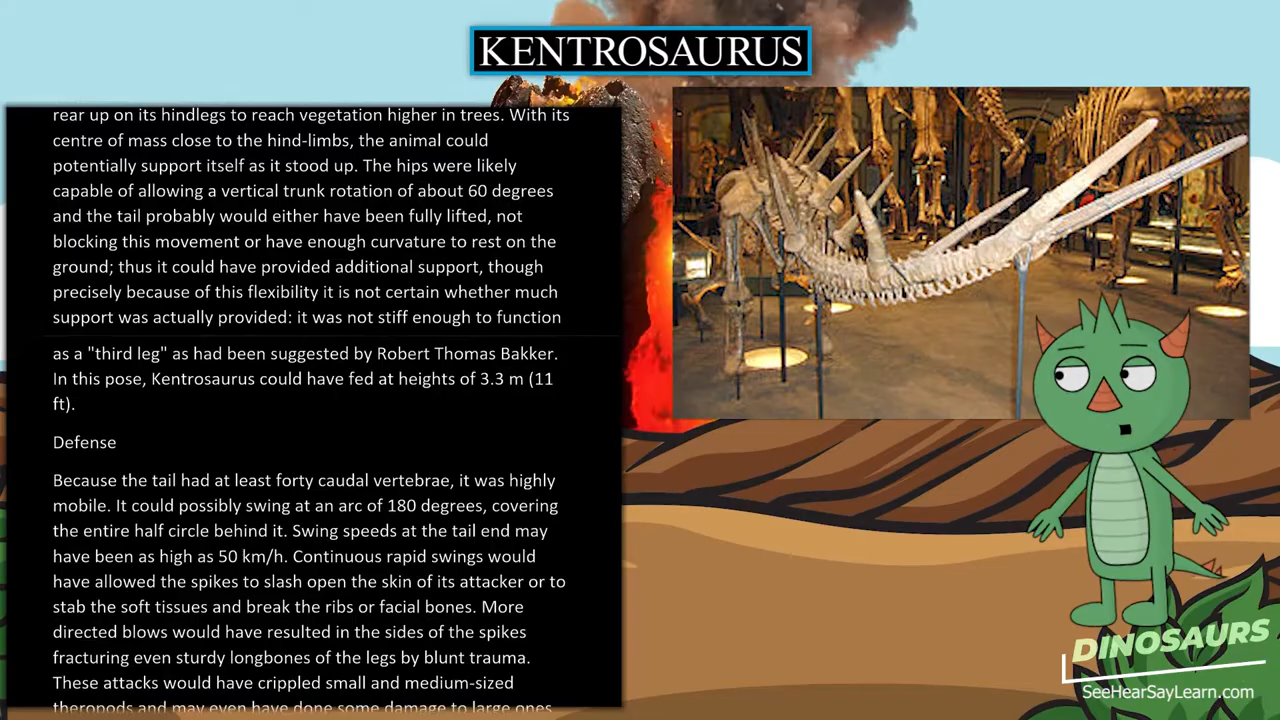 KENTROSAURUS
rear up on its hindlegs to reach vegetation higher in trees. With its
centre of mass close to the hind-limbs, the animal could
potentially support itself as it stood up. The hips were likely
capable of allowing a vertical trunk rotation of about 60 degrees
and the tail probably would either have been fully lifted, not
blocking this movement or have enough curvature to rest on the
ground; thus it could have provided additional support, though
precisely because of this flexibility it is not certain whether much
support was actually provided: it was not stiff enough to function
as a "third leg" as had been suggested by Robert Thomas Bakker.
In this pose, Kentrosaurus could have fed at heights of 3.3 m (11
ft).
Defense
Because the tail had at least forty caudal vertebrae, it was highly
mobile. It could possibly swing at an arc of 180 degrees, covering
the entire half circle behind it. Swing speeds at the tail end may
have been as high as 50 km/h. Continuous rapid swings would
have allowed the spikes to slash open the skin of its attacker or to
stab the soft tissues and break the ribs or facial bones. More
directed blows would have resulted in the sides of the spikes
fracturing even sturdy longbones of the legs by blunt trauma.
These attacks would have crippled small and medium-sized
theropods and may even have done some damage to large ones.
DINOSAURS
SeeHearSayLearn.com